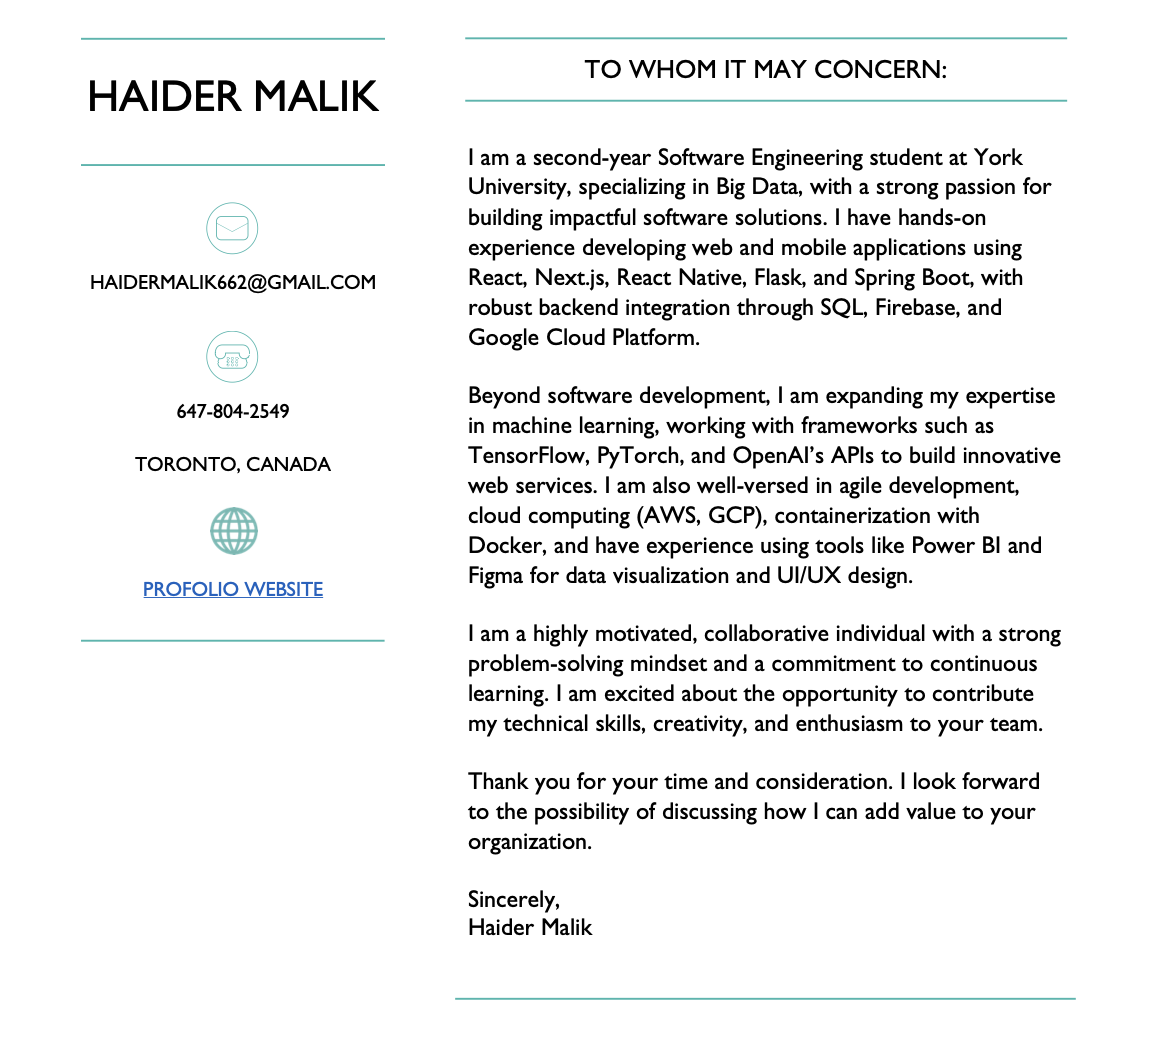 HAIDER MALIK
HAIDERMALIK662@GMAIL.COM
647-804-2549
TORONTO, CANADA
PROFOLIO WEBSITE
TO WHOM IT MAY CONCERN:
I am a second-year Software Engineering student at York
University, specializing in Big Data, with a strong passion for
building impactful software solutions. I have hands-on
experience developing web and mobile applications using
React, Next.js, React Native, Flask, and Spring Boot, with
robust backend integration through SQL, Firebase, and
Google Cloud Platform.
Beyond software development, I am expanding my expertise
in machine learning, working with frameworks such as
TensorFlow, PyTorch, and OpenAI’s APIs to build innovative
web services. I am also well-versed in agile development,
cloud computing (AWS, GCP), containerization with
Docker, and have experience using tools like Power BI and
Figma for data visualization and UI/UX design.
I am a highly motivated, collaborative individual with a strong
problem-solving mindset and a commitment to continuous
learning. I am excited about the opportunity to contribute
my technical skills, creativity, and enthusiasm to your team.
Thank you for your time and consideration. I look forward
to the possibility of discussing how I can add value to your
organization.
Sincerely,
Haider Malik